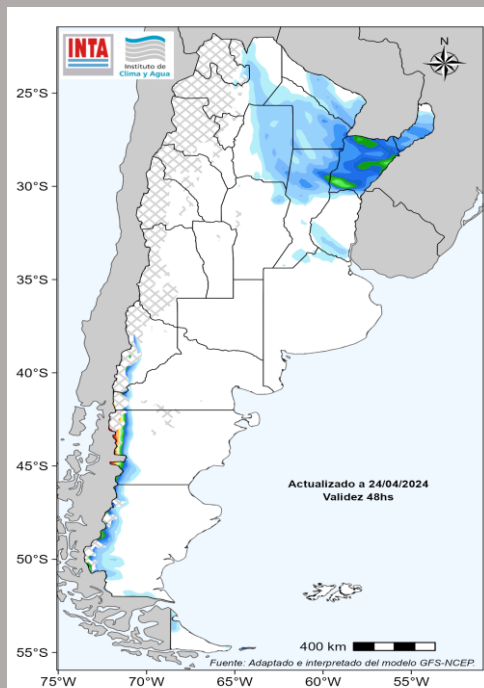 INTA
Instituto de
Clima y Agua
N
25°S
30°S
35°S
40°S
45°S
50°S
55°S
Actualizado a 24/04/2024
Validez 48hs
400 km
Fuente: Adaptado e interpretado del modelo GFS-NCEP.
75°W
70°W
65°W
60°W
55°W